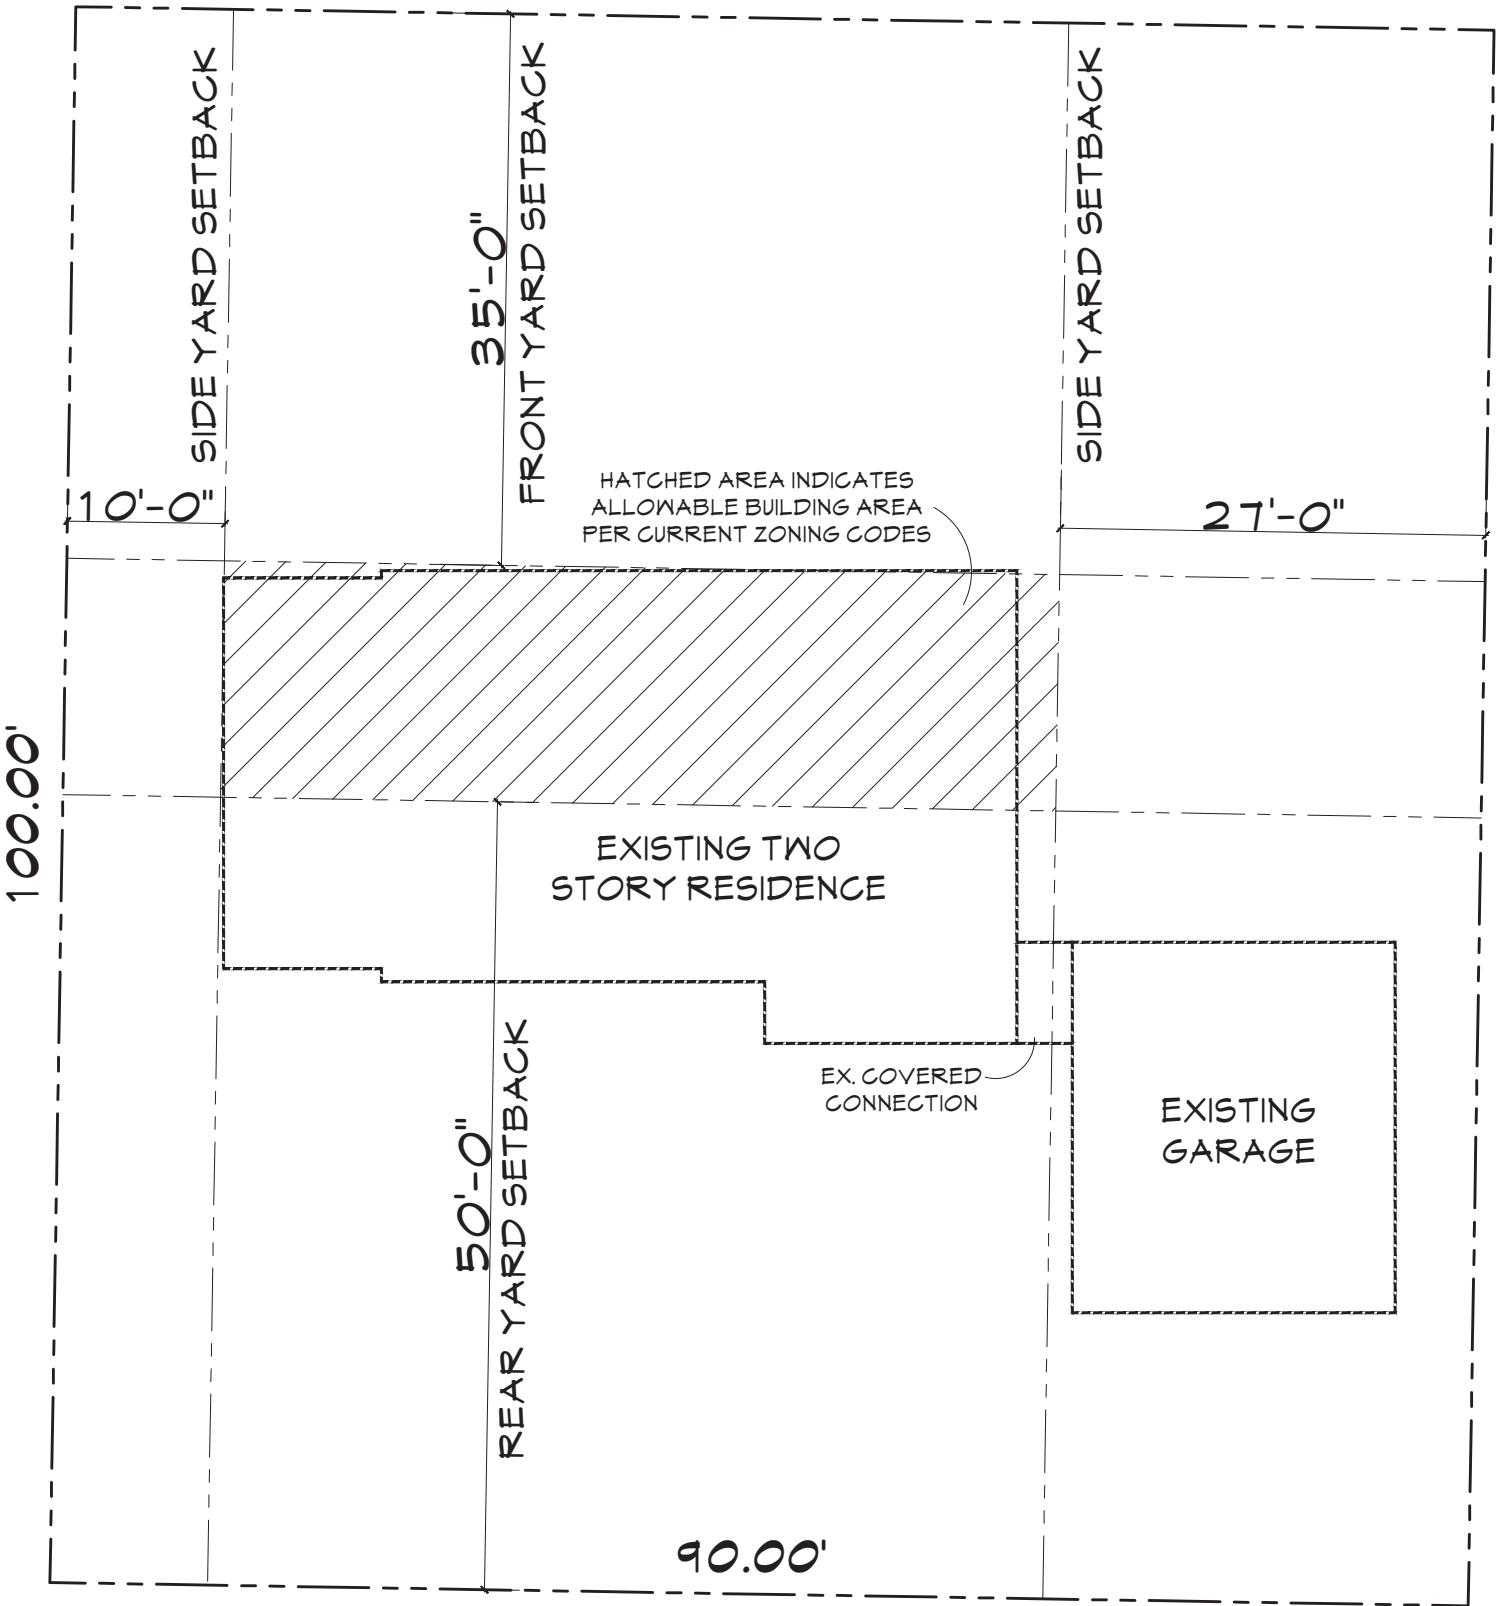 SIDE YARD SETBACK
35'-0"
FRONT YARD SETBACK
SIDE YARD SETBACK
HATCHED AREA INDICATES
ALLOWABLE BUILDING AREA
PER CURRENT ZONING CODES
10'-0"
27'-0"
100.00'
EXISTING TWO
STORY RESIDENCE
EX. COVERED
CONNECTION
EXISTING
GARAGE
50'-0"
REAR YARD SETBACK
90.00'